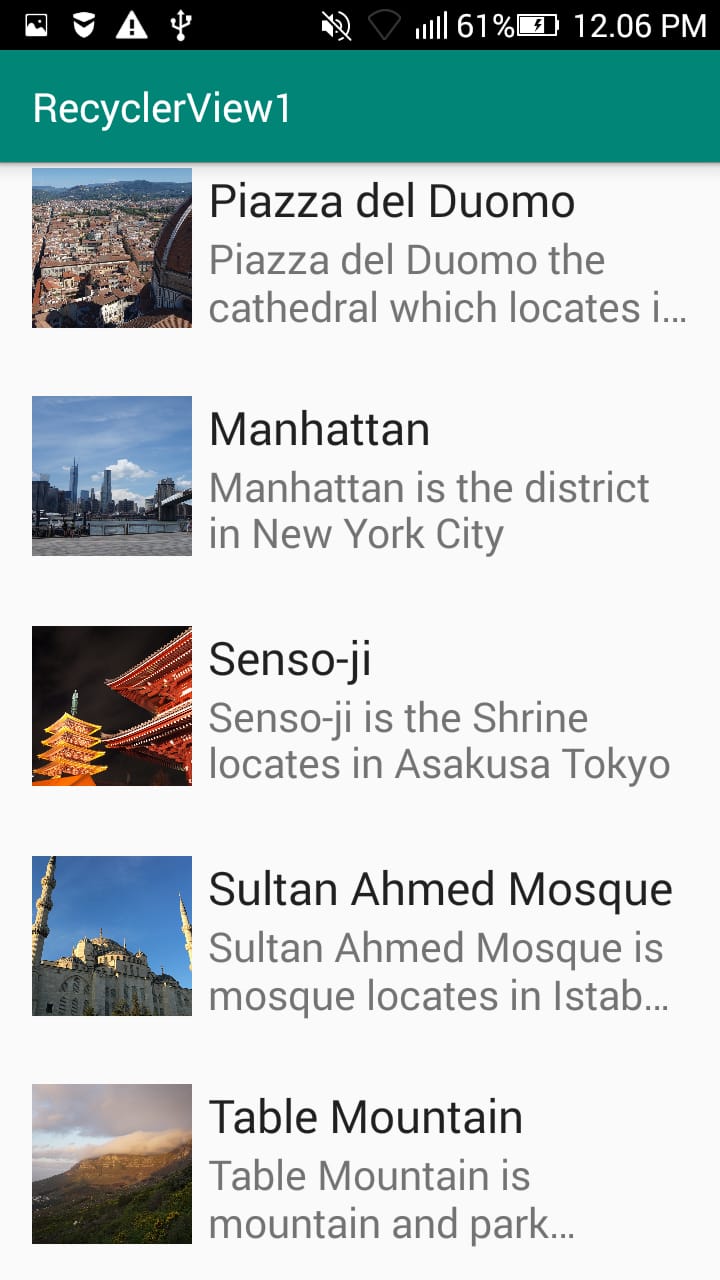 61% 12.06 PM
RecyclerView1
Piazza del Duomo
Piazza del Duomo the
cathedral which locates i...
Manhattan
Manhattan is the district
in New York City
Senso-ji
Senso-ji is the Shrine
locates in Asakusa Tokyo
Sultan Ahmed Mosque
Sultan Ahmed Mosque is
mosque locates in Istab...
Table Mountain
Table Mountain is
mountain and park...